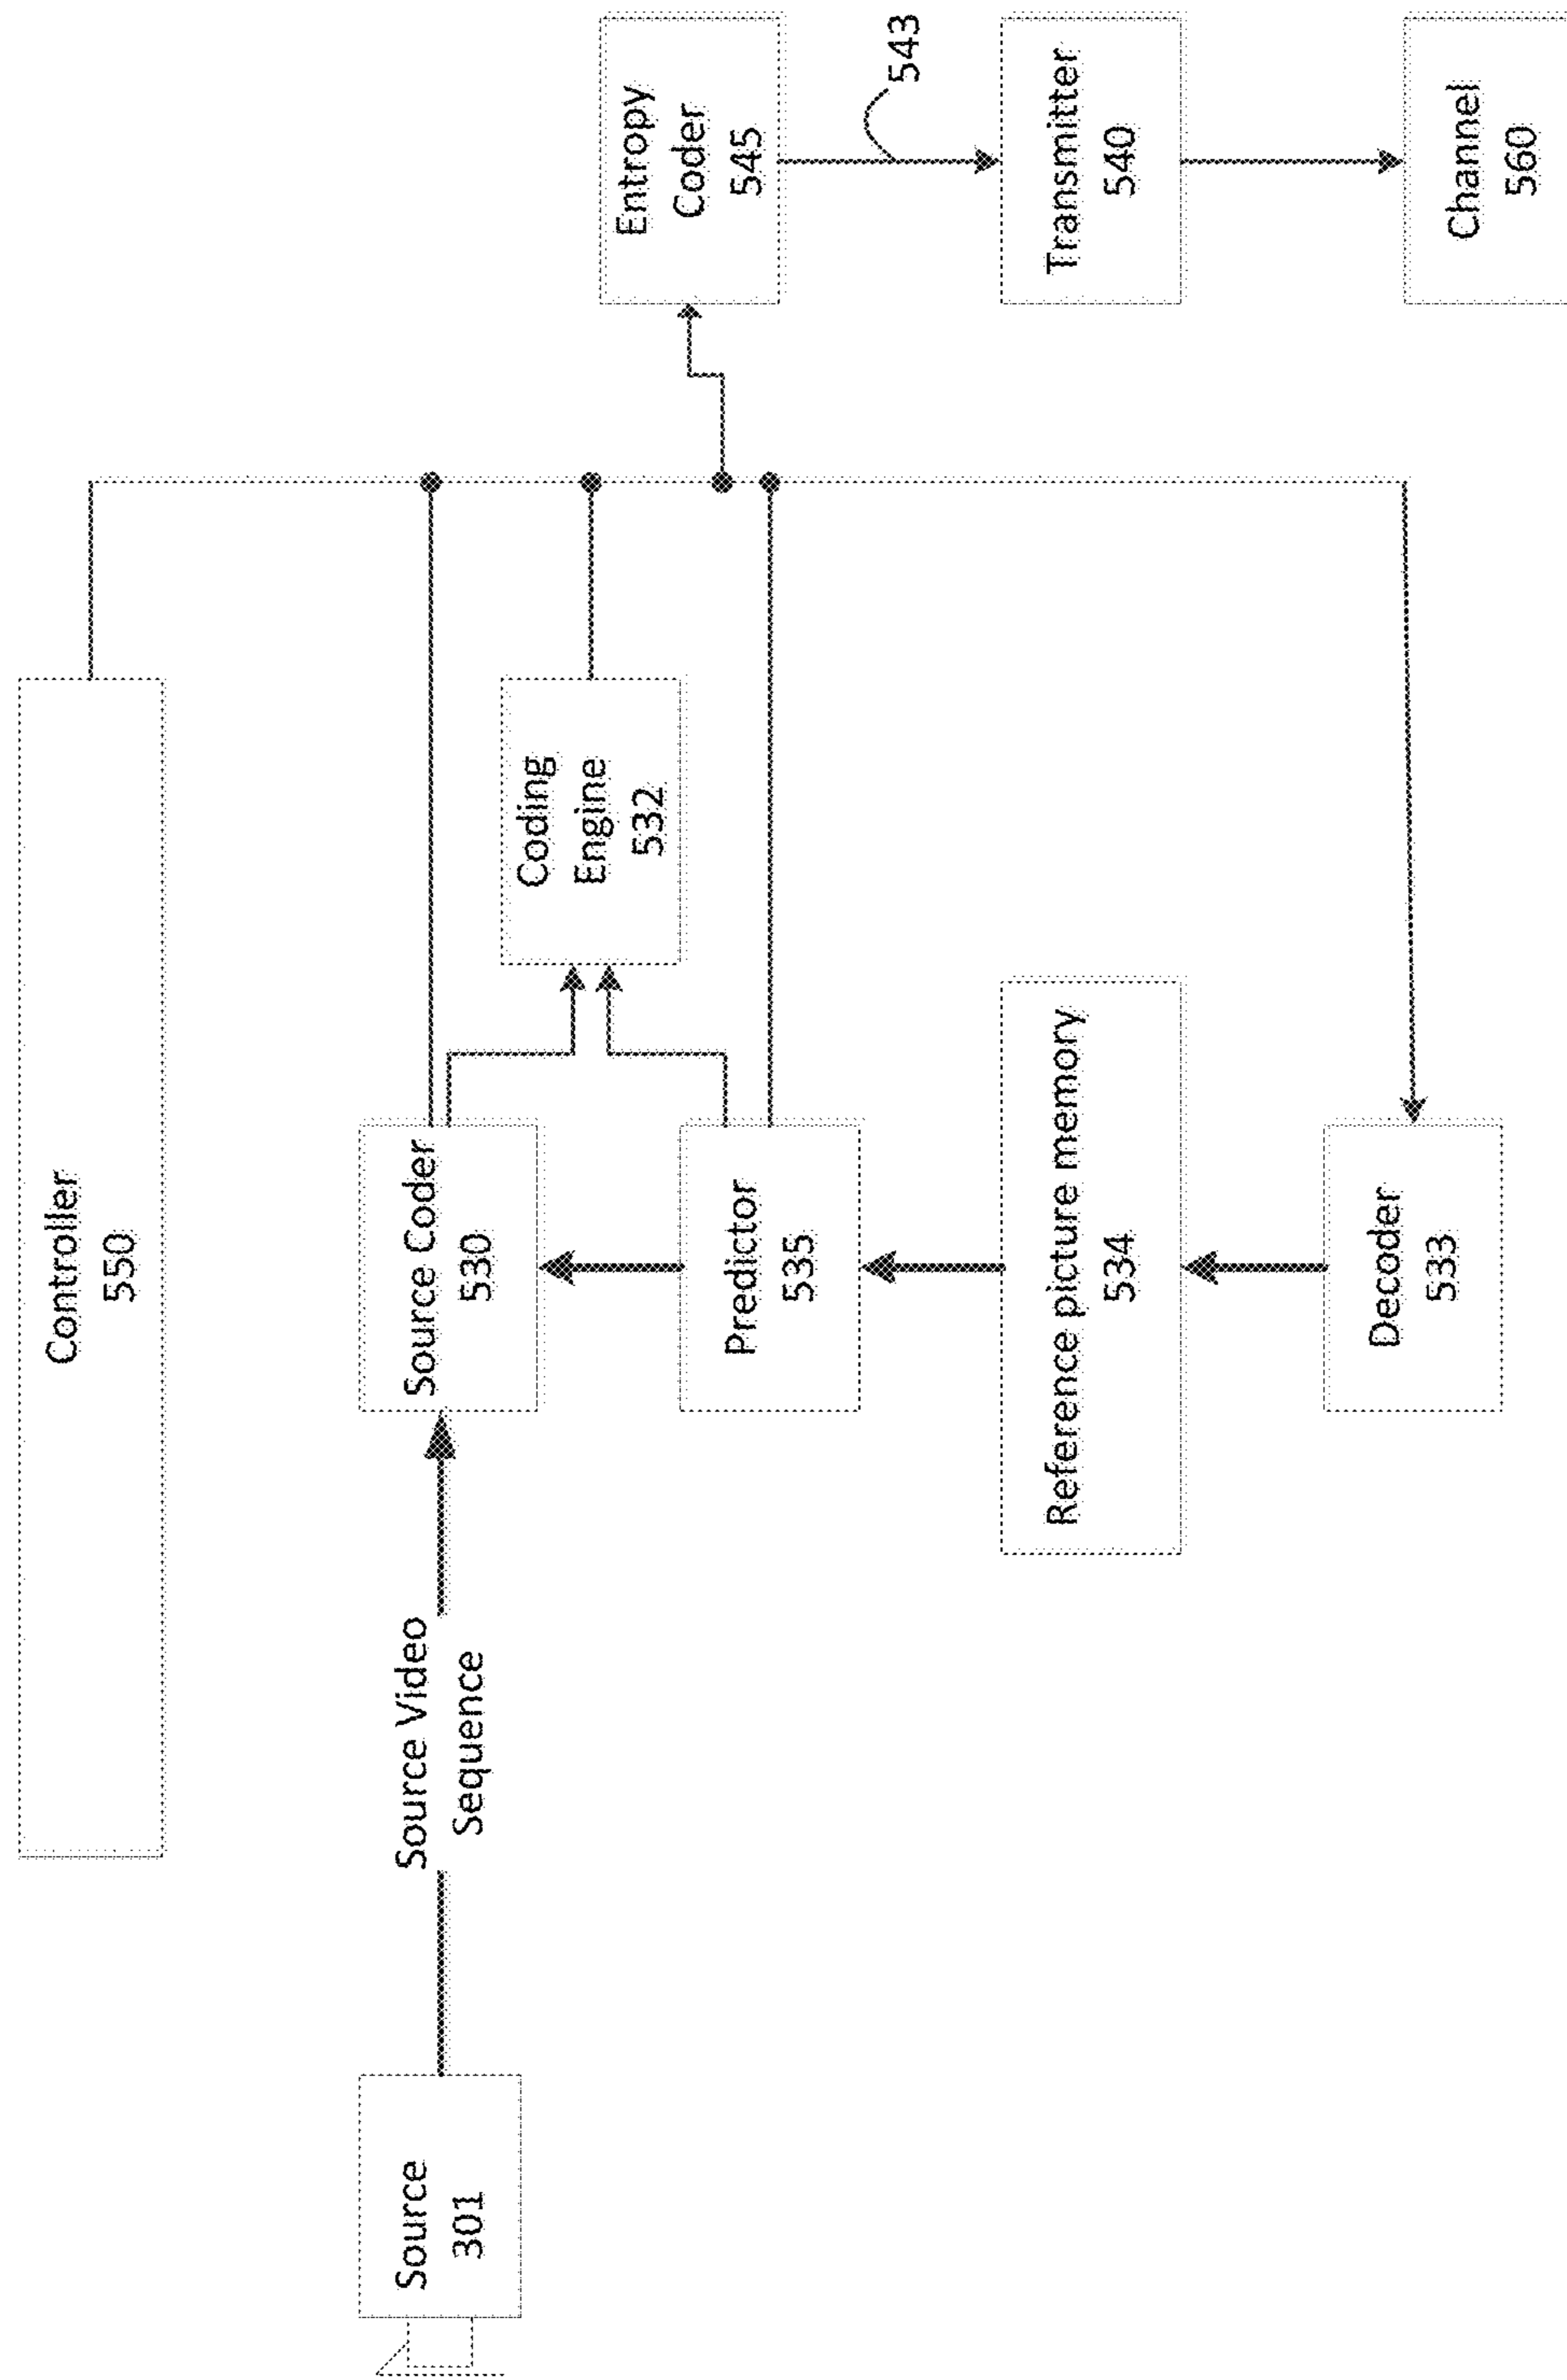 Controller
550
Source
301
Source Video
Sequence
Source Coder
530
Coding
Engine
532
Predictor
535
Reference picture memory
534
Decoder
533
Entropy
Coder
545
543
Transmitter
540
Channel
560